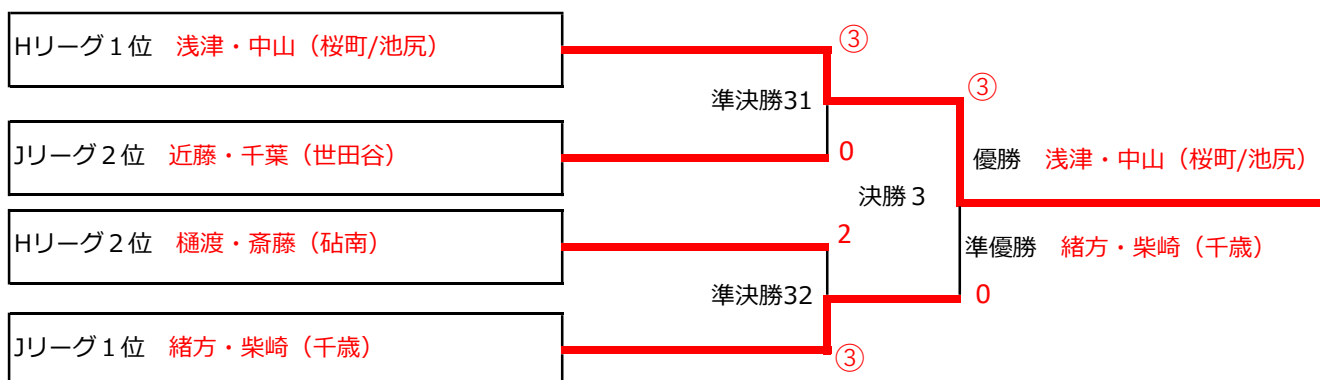 Hリーグ１位　浅津・中山（桜町/池尻）
③
準決勝31
③
Jリーグ２位　近藤・千葉（世田谷）
0
優勝　浅津・中山（桜町/池尻）
決勝３
Hリーグ２位　樋渡・斎藤（砧南）
2
準優勝　緒方・柴崎（千歳）
準決勝32
0
Jリーグ１位　緒方・柴崎（千歳）
③